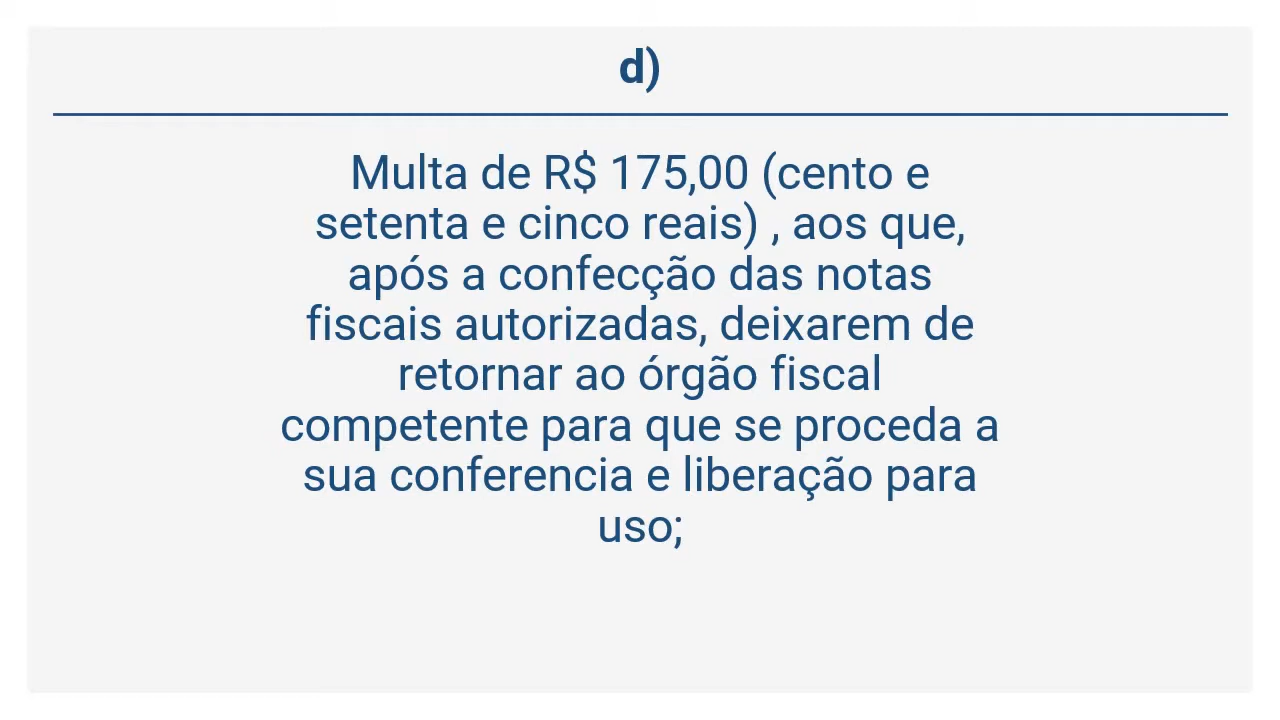 d)
Multa de R$ 175,00 (cento e
setenta e cinco reais) , aos que,
após a confecção das notas
fiscais autorizadas, deixarem de
retornar ao órgão fiscal
competente para que se proceda a
sua conferencia e liberação para
uso;